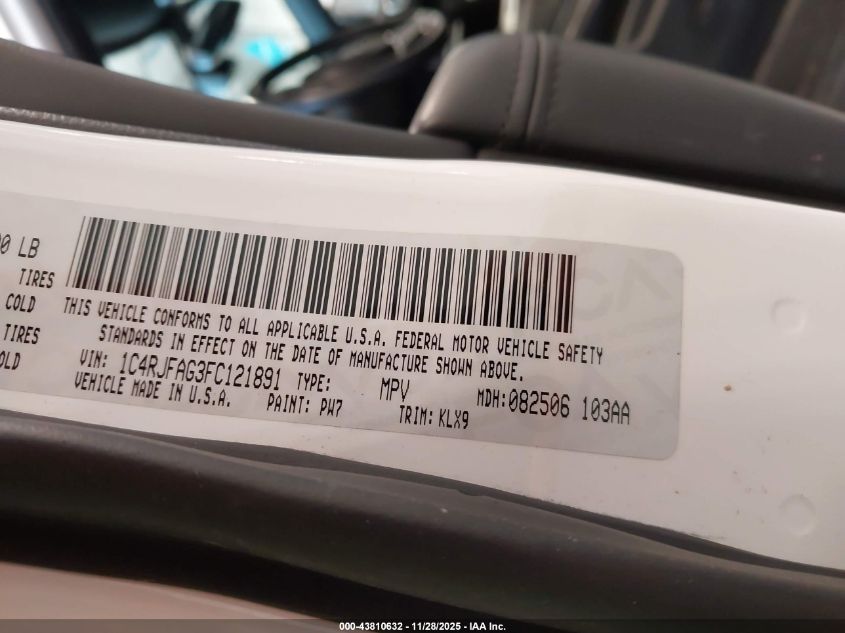 00 LB
TIRES
COLD
TIRES
OLD
THIS VEHICLE CONFORMS TO ALL APPLICABLE U.S.A. FEDERAL MOTOR VEHICLE SAFETY
STANDARDS IN EFFECT ON THE DATE OF MANUFACTURE SHOWN ABOVE.
VIN: 1C4RJFAG3FC121891 TYPE: MPV MDH:082506 103AA
VEHICLE MADE IN U.S.A. PAINT: PW7 TRIM: KLX9
000-43810632 - 11/28/2025 - IAA Inc.